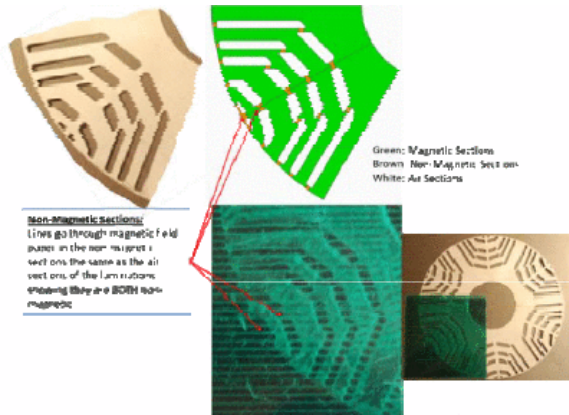 Green: Magnetic Sections
Brown: Non-Magnetic Sections
White: Air Sections
Non-Magnetic Sections:
Lines go through magnetic field
paper in the non magnetic
sections the same as the air
sections of the laminations
showing they are BOTH non-
magnetic